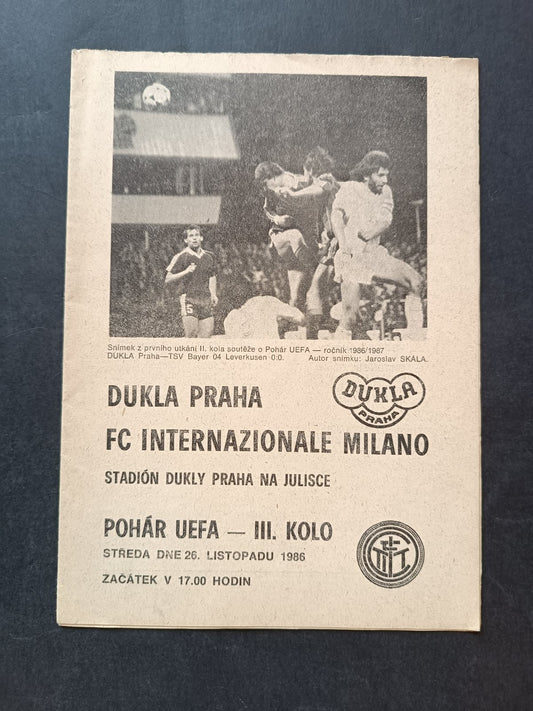 Snímek z prvního utkání II. kola soutěže o Pohár UEFA — ročník 1986/1987
DUKLA Praha—TSV Bayer 04 Leverkusen 0:0. Autor snímku: Jaroslav SKÁLA.
DUKLA PRAHA
DUKLA
PRAHA
FC INTERNAZIONALE MILANO
STADIÓN DUKLY PRAHA NA JULISCE
POHÁR UEFA — III. KOLO
STŘEDA DNE 26. LISTOPADU 1986
ZAČÁTEK V 17.00 HODIN